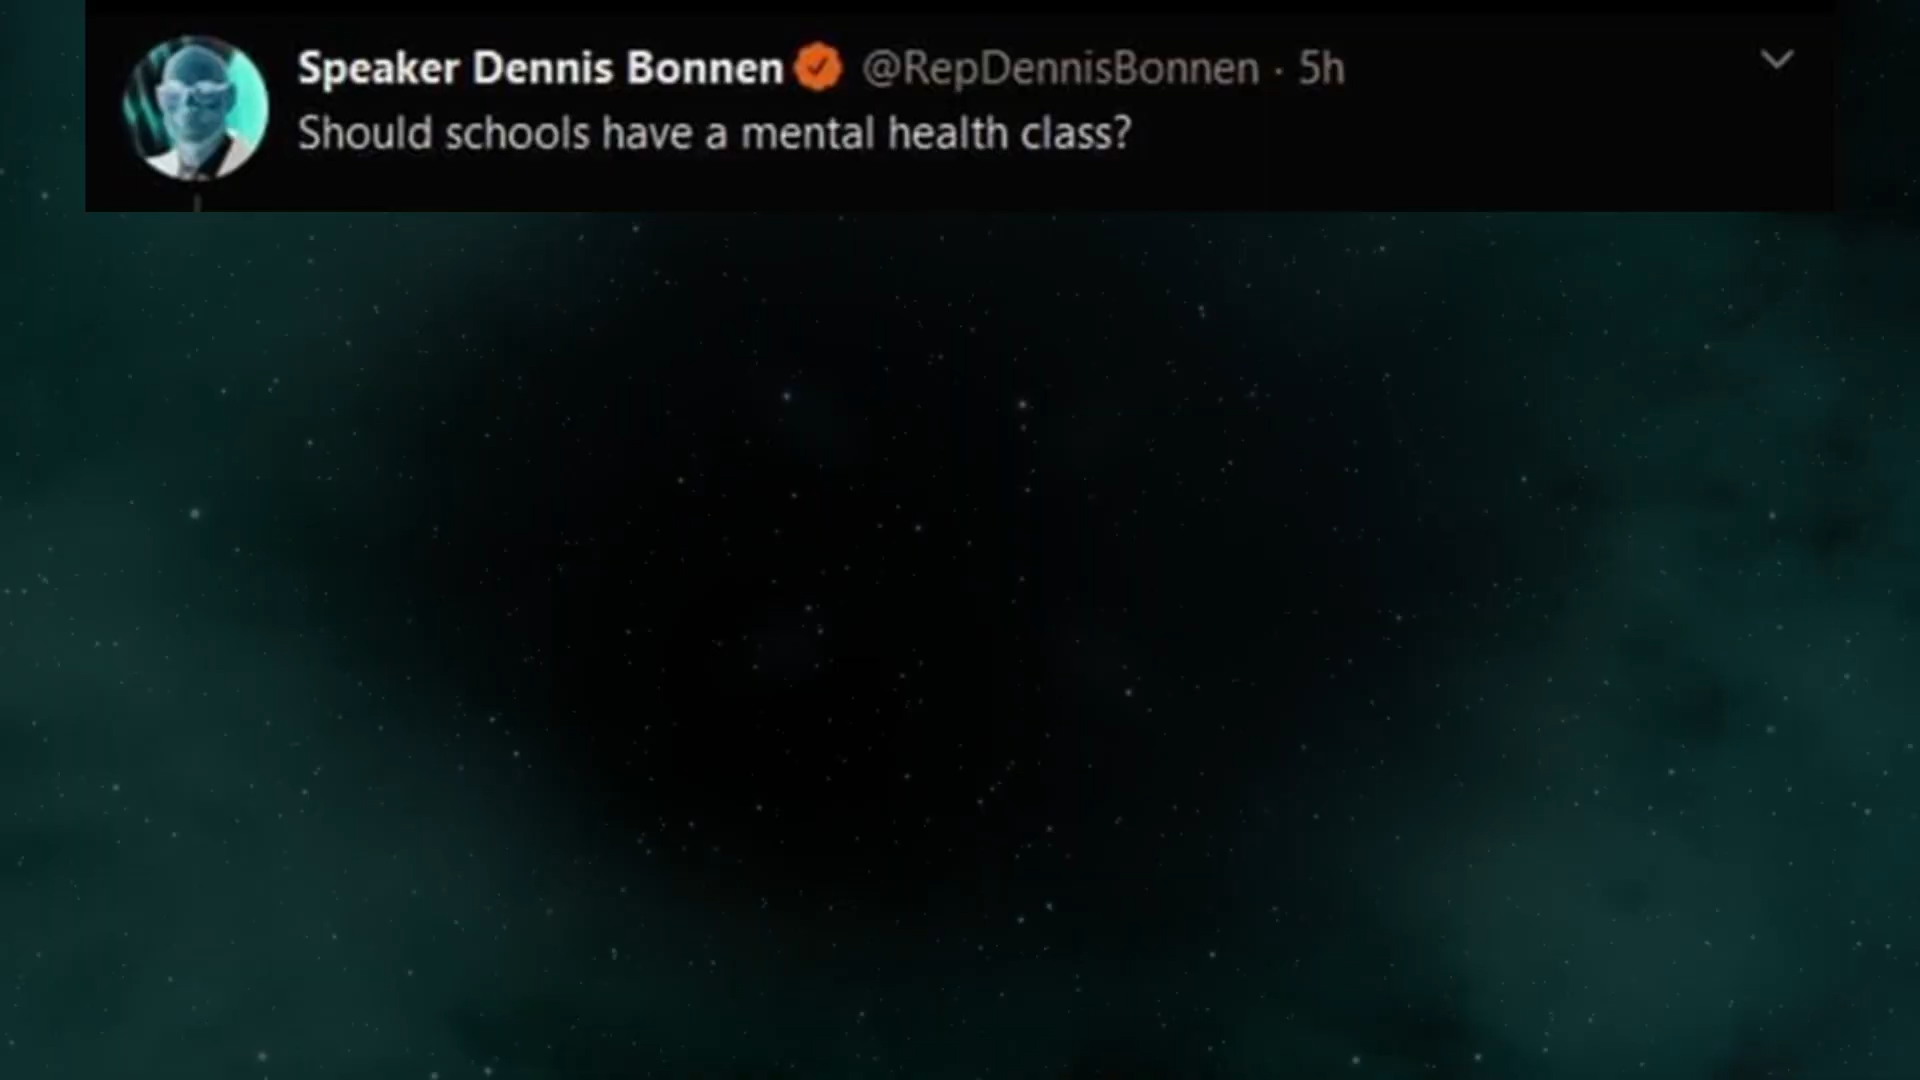 Speaker Dennis Bonnen @RepDennisBonnen · 5h
Should schools have a mental health class?